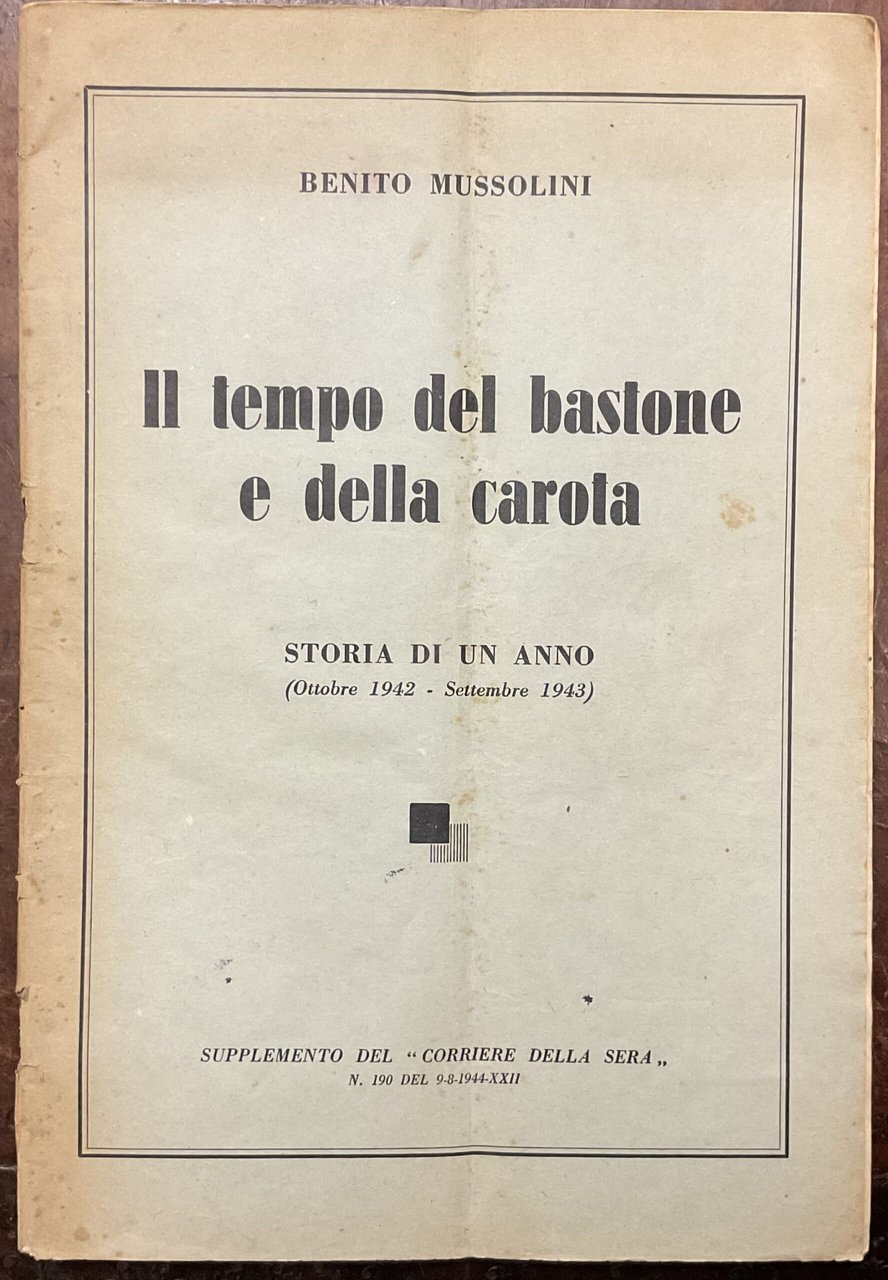 BENITO MUSSOLINI
Il tempo del bastone
e della carota
STORIA DI UN ANNO
(Ottobre 1942 - Settembre 1943)
SUPPLEMENTO DEL “ CORRIERE DELLA SERA „
N. 190 DEL 9-8-1944-XXII